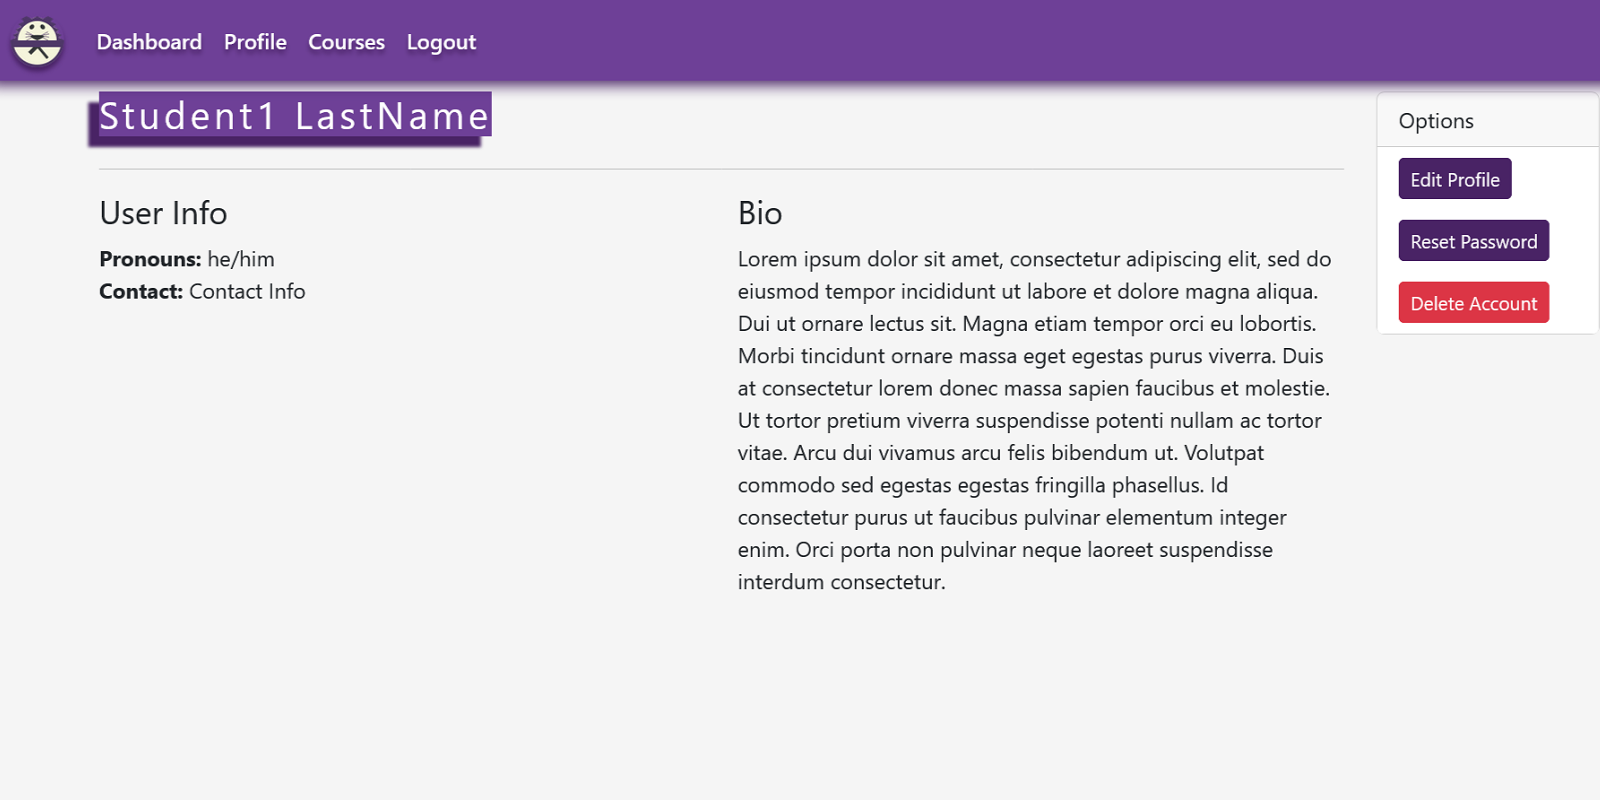 Dashboard Profile Courses Logout
Student1 LastName
User Info
Pronouns: he/him
Contact: Contact Info
Bio
Lorem ipsum dolor sit amet, consectetur adipiscing elit, sed do
eiusmod tempor incididunt ut labore et dolore magna aliqua.
Dui ut ornare lectus sit. Magna etiam tempor orci eu lobortis.
Morbi tincidunt ornare massa eget egestas purus viverra. Duis
at consectetur lorem donec massa sapien faucibus et molestie.
Ut tortor pretium viverra suspendisse potenti nullam ac tortor
vitae. Arcu dui vivamus arcu felis bibendum ut. Volutpat
commodo sed egestas egestas fringilla phasellus. Id
consectetur purus ut faucibus pulvinar elementum integer
enim. Orci porta non pulvinar neque laoreet suspendisse
interdum consectetur.
Options
Edit Profile
Reset Password
Delete Account